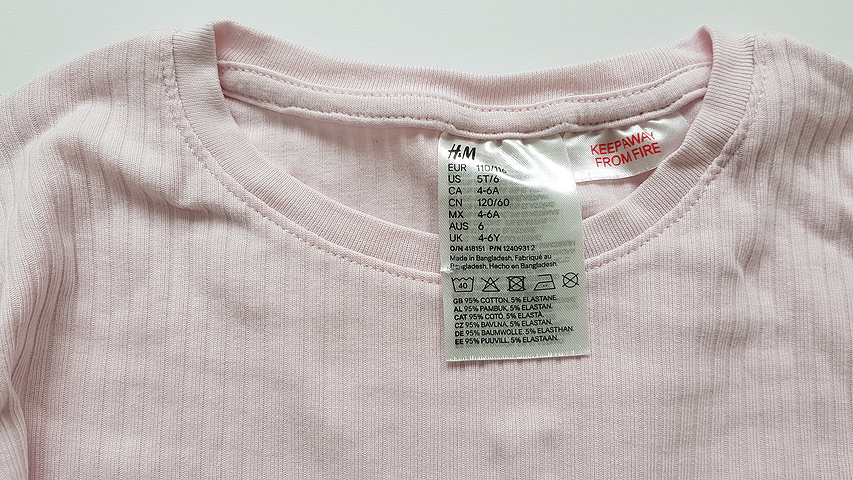 H&M
EUR 110/116
US 5T/6
CA 4-6A
CN 120/60
MX 4-6A
AUS 6
UK 4-6Y
O/N 418151 P/N 1240931 2
Made in Bangladesh, Fabriqué au
Bangladesh. Hecho en Bangladesh.
40
GB 95% COTTON. 5% ELASTANE.
AL 95% PAMBUK. 5% ELASTAN.
CAT 95% COTÓ. 5% ELASTÀ.
CZ 95% BAVLNA. 5% ELASTAN.
DE 95% BAUMWOLLE. 5% ELASTHAN.
EE 95% PUUVILL. 5% ELASTAAN.
KEEP AWAY
FROM FIRE